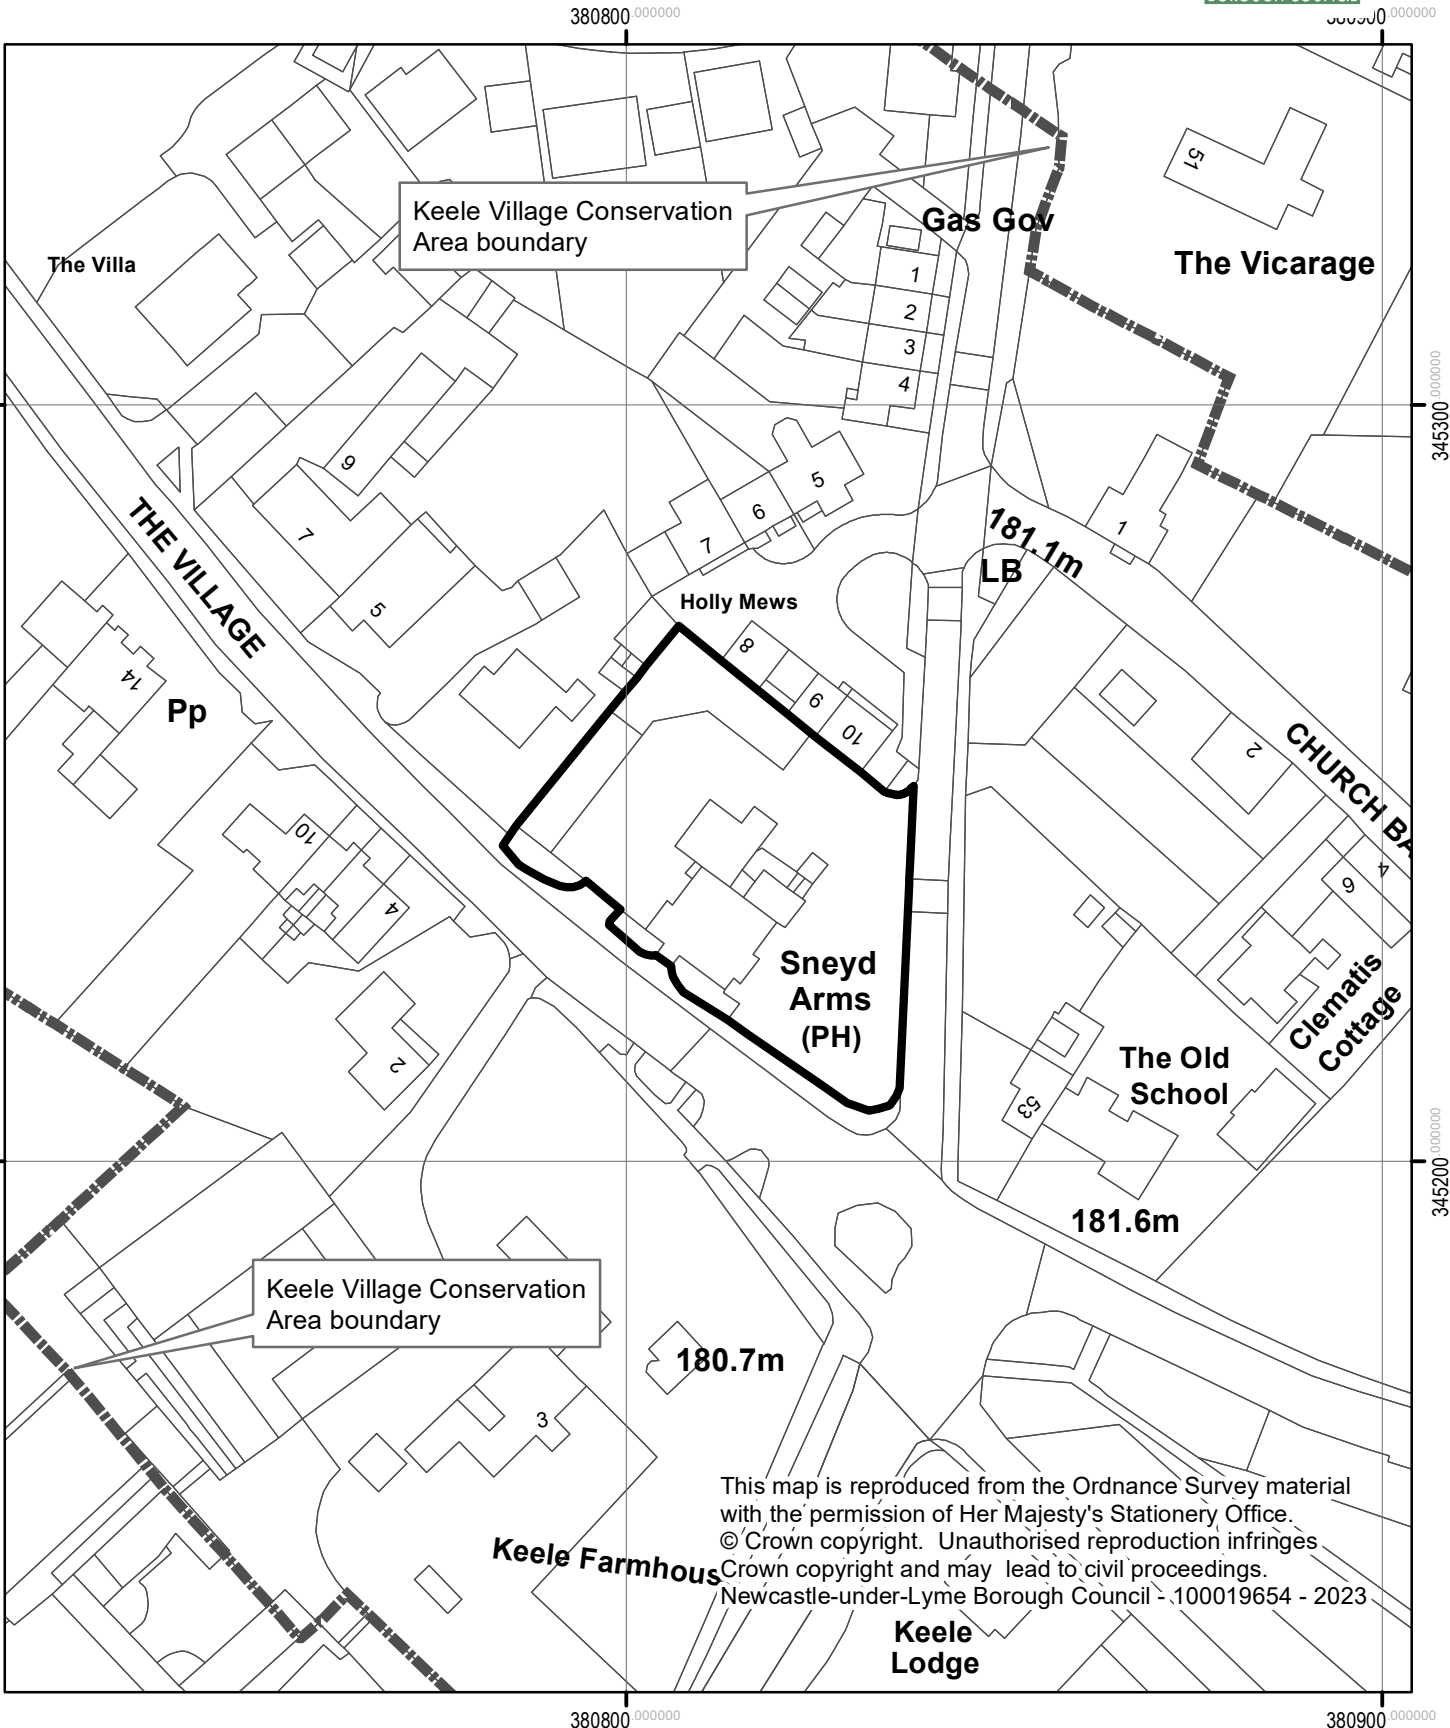 380800.000000
380900.000000
51
Keele Village Conservation
Area boundary
Gas Gov
The Villa
The Vicarage
1
2
3
4
345300.000000
9
5
6
7
7
THE VILLAGE
181.1m
1
LB
5
Holly Mews
8
14
Pp
9
10
2
CHURCH BA
10
4
6
4
Sneyd
Arms
(PH)
Clematis
Cottage
2
The Old
School
53
345200.000000
181.6m
Keele Village Conservation
Area boundary
180.7m
3
This map is reproduced from the Ordnance Survey material
with the permission of Her Majesty's Stationery Office.
© Crown copyright. Unauthorised reproduction infringes
Crown copyright and may lead to civil proceedings.
Newcastle-under-Lyme Borough Council - 100019654 - 2023
Keele Farmhous
Keele
Lodge
380800.000000
380900.000000